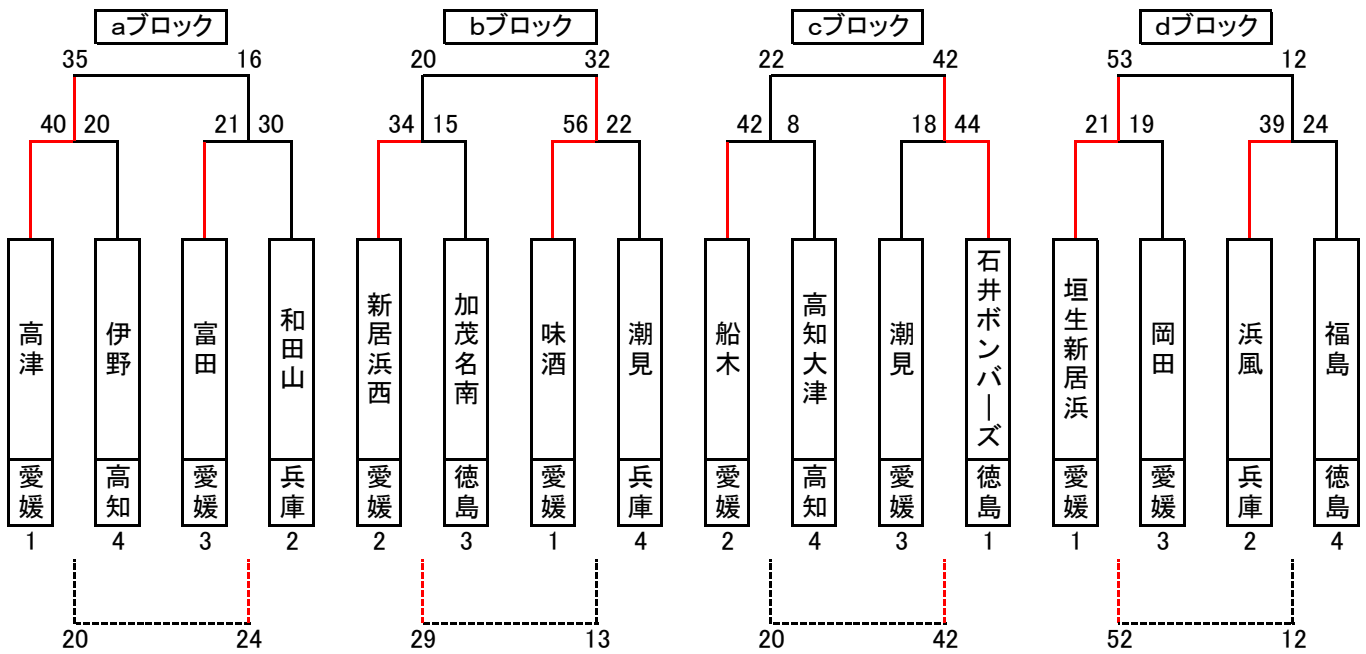 aブロック bブロック cブロック dブロック
35 16 20 32 22 42 53 12
40 20 21 30 34 15 56 22 42 8 18 44 21 19 39 24
高津
伊野
富田
和田山
新居浜西
加茂名南
味酒
潮見
船木
高知大津
潮見
石井ボンバーズ
垣生新居浜
岡田
浜風
福島
愛媛
高知
愛媛
兵庫
愛媛
徳島
愛媛
兵庫
愛媛
高知
愛媛
徳島
愛媛
愛媛
兵庫
徳島
1 4 3 2 2 3 1 4 2 4 3 1 1 3 2 4
20 24 29 13 20 42 52 12